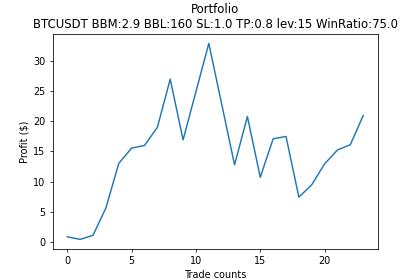 Portfolio
BTCUSDT BBM:2.9 BBL:160 SL:1.0 TP:0.8 lev:15 WinRatio:75.0
30
25
20
15
10
5
0
Profit ($)
0 5 10 15 20
Trade counts